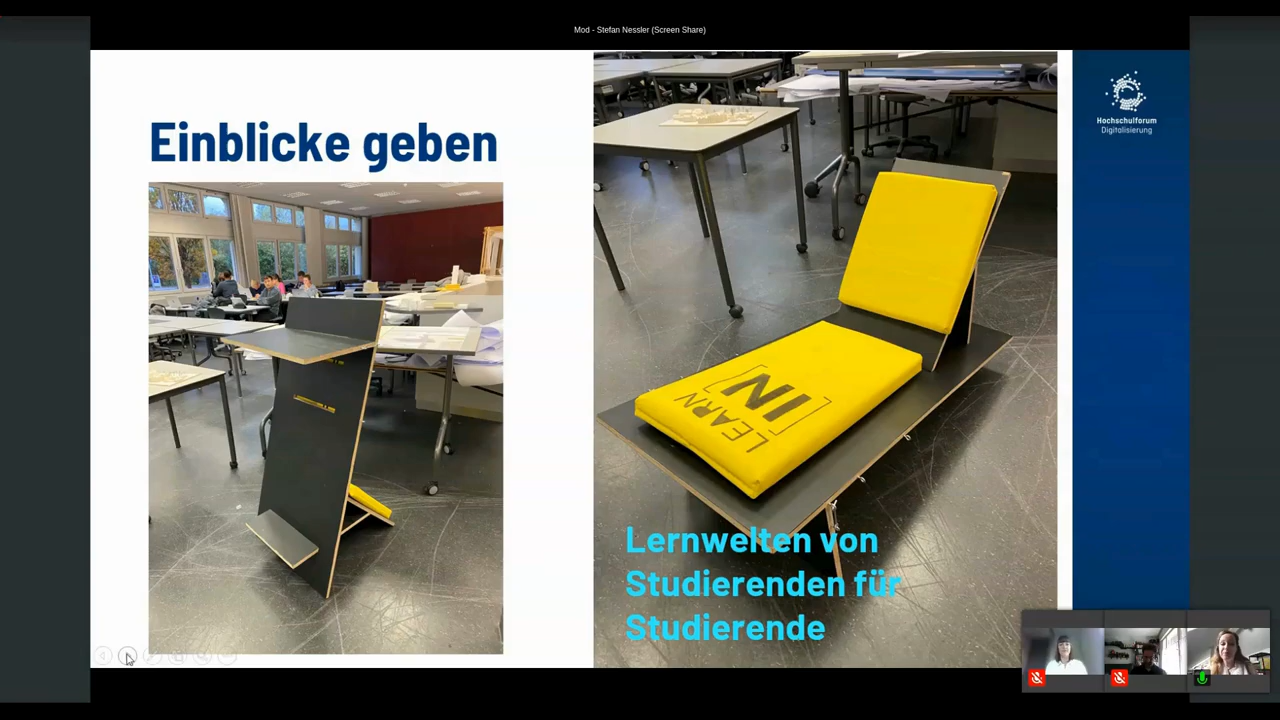 Mod - Stefan Nessler (Screen Share)
Einblicke geben
Hochschulforum
Digitalisierung
LEARN
[IN]
Lernwelten von
Studierenden für
Studierende